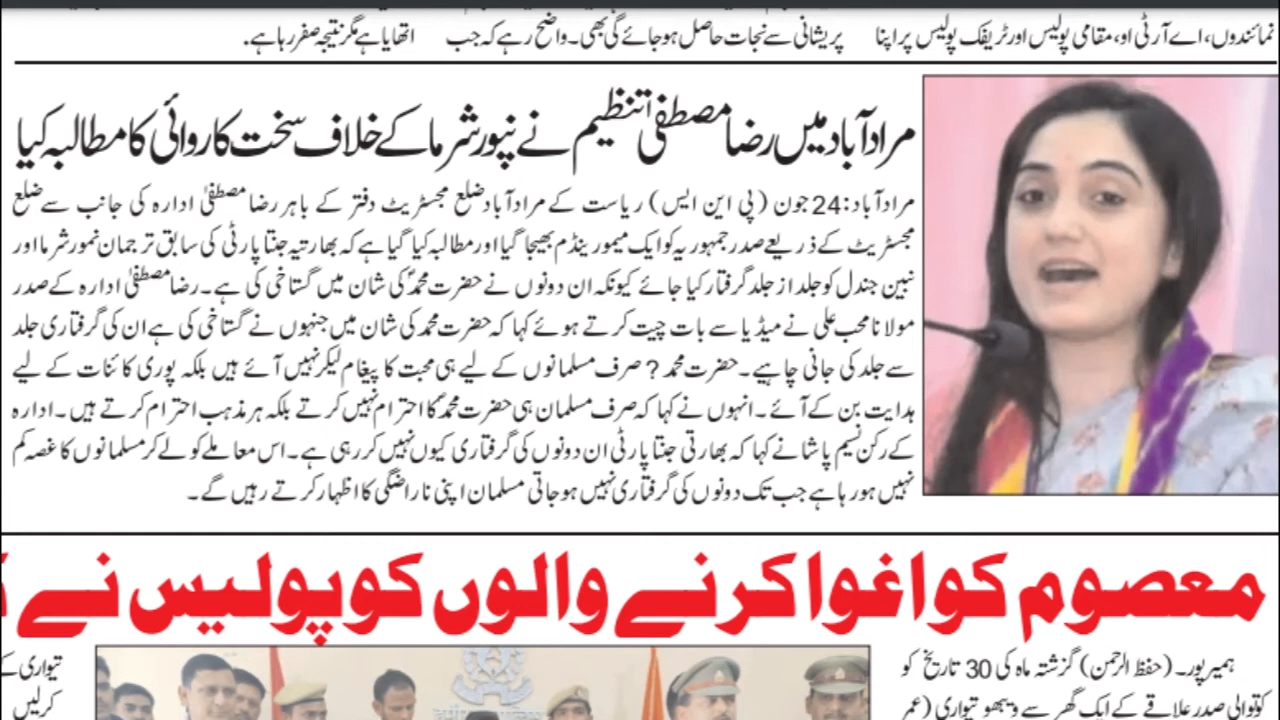 نمائندوں، اے آر ٹی او، مقامی پولیس اور ٹریفک پولیس پر اپنا
پریشانی سے نجات حاصل ہو جائے گی بھی۔ واضح رہے کہ جب
اٹھایا ہے مگر نتیجہ صفر رہا ہے۔
مرادآباد میں رضا مصطفی تنظیم نے نپور شرما کے خلاف سخت کاروائی کا مطالبہ کیا
مرادآباد: 24 جون (پی این ایس) ریاست کے مرادآباد ضلع مجسٹریٹ دفتر کے باہر رضا مصطفیٰ ادارہ کی جانب سے ضلع
مجسٹریٹ کے ذریعے صدر جمہوریہ کو ایک میمورینڈم بھیجا گیا اور مطالبہ کیا گیا ہے کہ بھارتیہ جنتا پارٹی کی سابق ترجمان نمور شرما اور
نبین جندل کو جلد از جلد گرفتار کیا جائے کیونکہ ان دونوں نے حضرت محمدؐ کی شان میں گستاخی کی ہے۔ رضا مصطفیٰ ادارہ کے صدر
مولانا محب علی نے میڈیا سے بات چیت کرتے ہوئے کہا کہ حضرت محمد کی شان میں جنہوں نے گستاخی کی ہے ان کی گرفتاری جلد
سے جلد کی جانی چاہیے۔ حضرت محمد ? صرف مسلمانوں کے لیے ہی محبت کا پیغام لیکر نہیں آئے ہیں بلکہ پوری کائنات کے لیے
ہدایت بن کے آئے۔ انہوں نے کہا کہ صرف مسلمان ہی حضرت محمدؐ کا احترام نہیں کرتے بلکہ ہر مذہب احترام کرتے ہیں۔ ادارہ
کے رکن نسیم پاشا نے کہا کہ بھارتی جنتا پارٹی ان دونوں کی گرفتاری کیوں نہیں کر رہی ہے۔ اس معاملے کو لے کر مسلمانوں کا غصہ کم
نہیں ہو رہا ہے جب تک دونوں کی گرفتاری نہیں ہو جاتی مسلمان اپنی ناراضگی کا اظہار کرتے رہیں گے۔
معصوم کو اغوا کرنے والوں کو پولیس نے
ہمیرپور۔ (حفظ الرحمن) گزشتہ ماہ کی 30 تاریخ کو
کوتوالی صدر علاقے کے ایک گھر سے ویبھو تیواری (عمر
تیواری کے
کرلیں